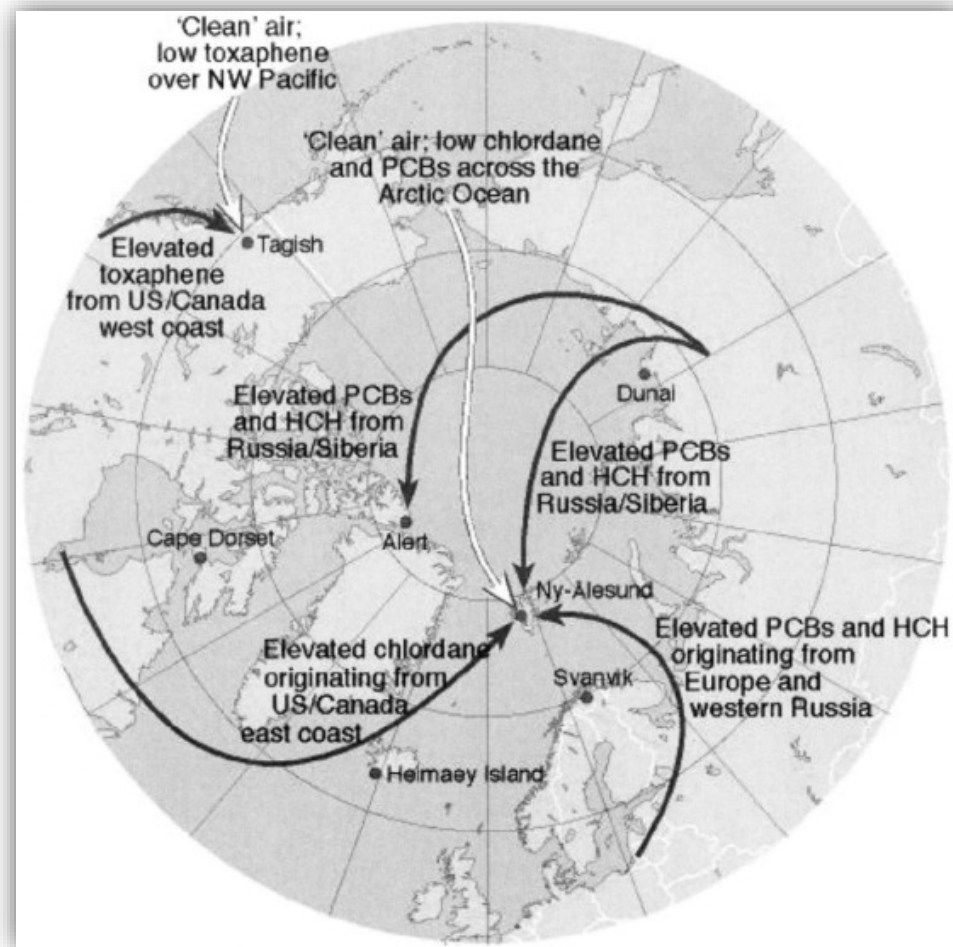 'Clean' air;
low toxaphene
over NW Pacific
'Clean' air; low chlordane
and PCBs across the
Arctic Ocean
Tagish
Elevated
toxaphene
from US/Canada
west coast
Dunai
Elevated PCBs
and HCH from
Russia/Siberia
Elevated PCBs
and HCH from
Russia/Siberia
Cape Dorset
Alert
Ny-Ålesund
Elevated chlordane
originating from
US/Canada
east coast
Elevated PCBs and HCH
originating from
Europe and
western Russia
Svanvik
Heimaey Island